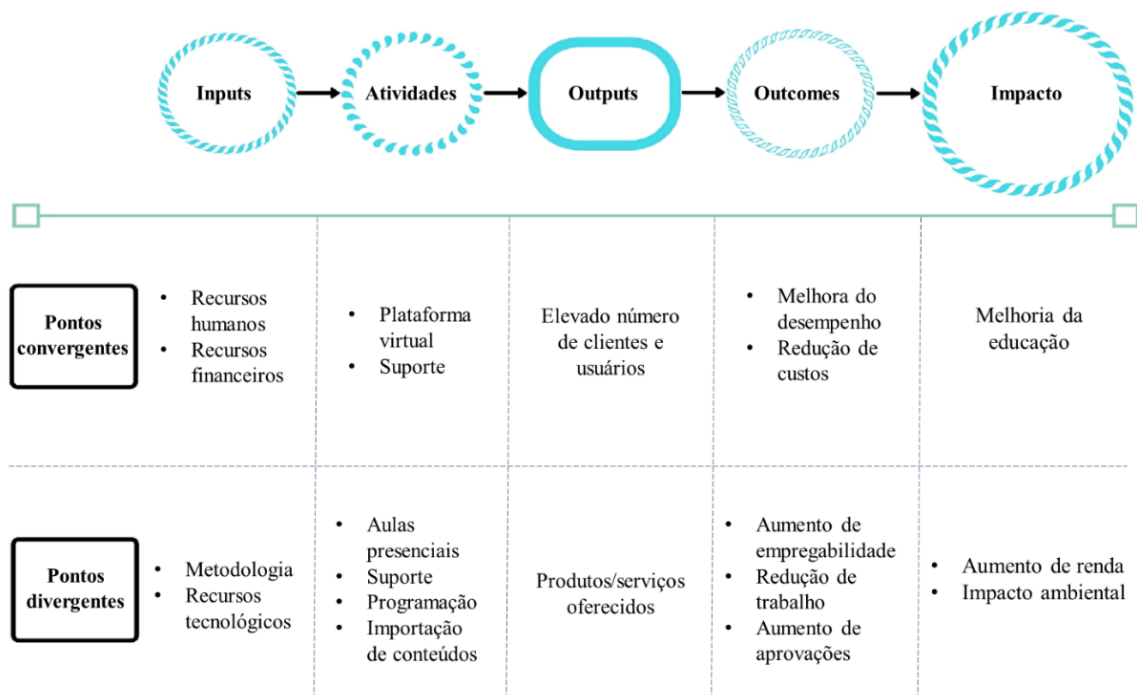 Inputs
Atividades
Outputs
Outcomes
Impacto
Pontos
convergentes
• Recursos
humanos
• Recursos
financeiros
• Plataforma
virtual
• Suporte
Elevado número
de clientes e
usuários
• Melhora do
desempenho
• Redução de
custos
Melhoria da
educação
Pontos
divergentes
• Metodologia
• Recursos
tecnológicos
• Aulas
presenciais
• Suporte
• Programação
• Importação
de conteúdos
Produtos/serviços
oferecidos
• Aumento de
empregabilidade
• Redução de
trabalho
• Aumento de
aprovações
• Aumento de renda
• Impacto ambiental